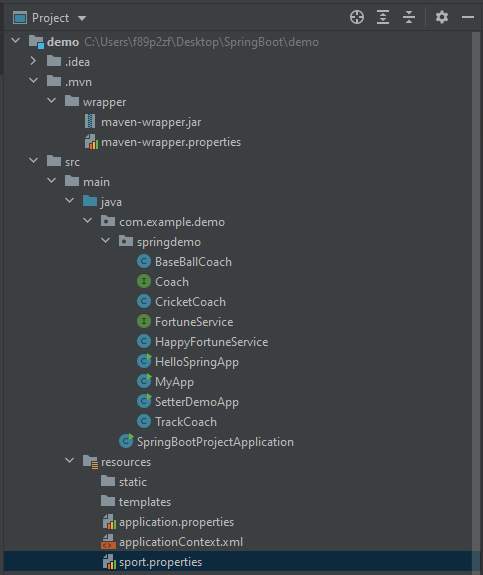 Project
demo C:\Users\f89p2zf\Desktop\SpringBoot\demo
.idea
.mvn
wrapper
maven-wrapper.jar
maven-wrapper.properties
src
main
java
com.example.demo
springdemo
BaseBallCoach
Coach
CricketCoach
FortuneService
HappyFortuneService
HelloSpringApp
MyApp
SetterDemoApp
TrackCoach
SpringBootProjectApplication
resources
static
templates
application.properties
applicationContext.xml
sport.properties